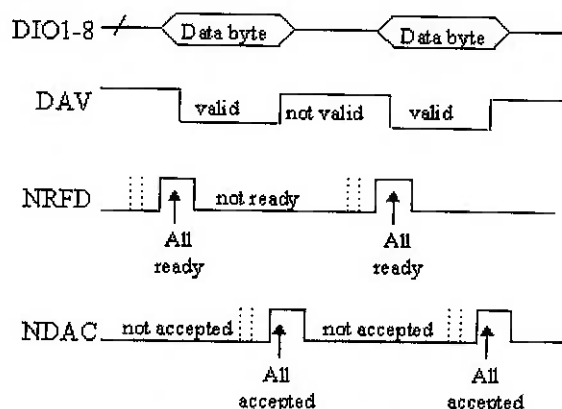 DIO1-8
Data byte
Data byte
DAV
valid
not valid
valid
NRFD
not ready
All
ready
All
ready
NDAC
not accepted
not accepted
All
accepted
All
accepted